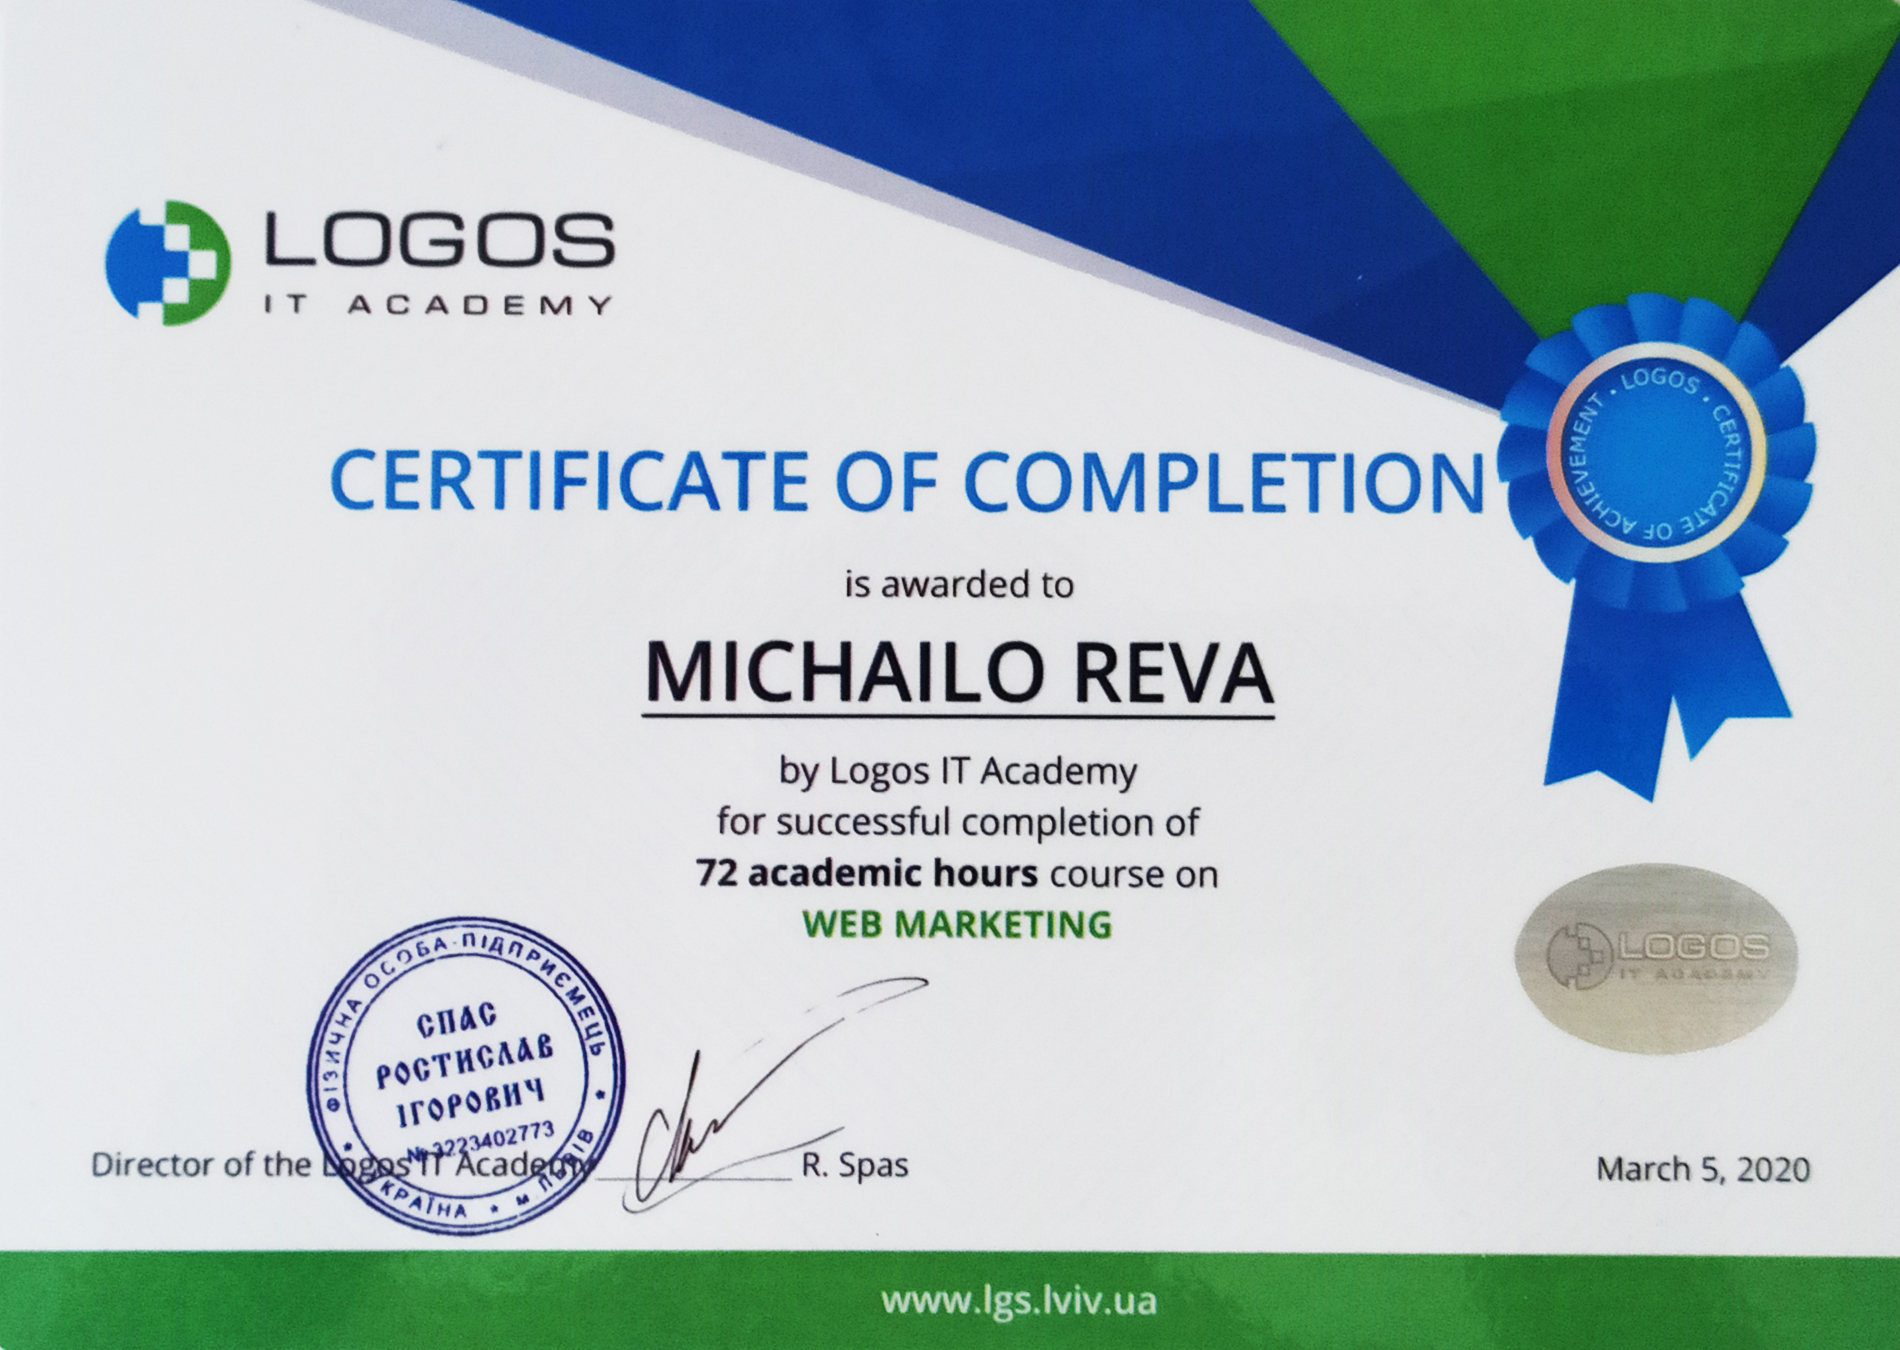 LOGOS
IT ACADEMY
LOGOS • CERTIFICATE OF ACHIEVEMENT •
CERTIFICATE OF COMPLETION
is awarded to
MICHAILO REVA
by Logos IT Academy
for successful completion of
72 academic hours course on
WEB MARKETING
LOGOS
IT ACADEMY
ФІЗИЧНА ОСОБА-ПІДПРИЄМЕЦЬ
СПАС
РОСТИСЛАВ
ІГОРОВИЧ
№ 3223402773
* УКРАЇНА * м. ЛЬВІВ *
Director of the Logos IT Academy R. Spas
March 5, 2020
www.lgs.lviv.ua